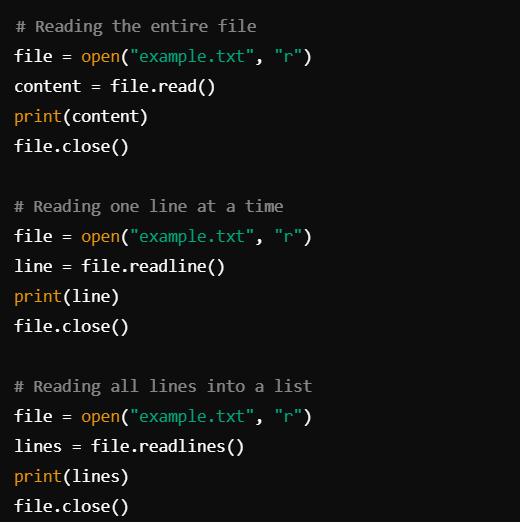 # Reading the entire file
file = open("example.txt", "r")
content = file.read()
print(content)
file.close()

# Reading one line at a time
file = open("example.txt", "r")
line = file.readline()
print(line)
file.close()

# Reading all lines into a list
file = open("example.txt", "r")
lines = file.readlines()
print(lines)
file.close()